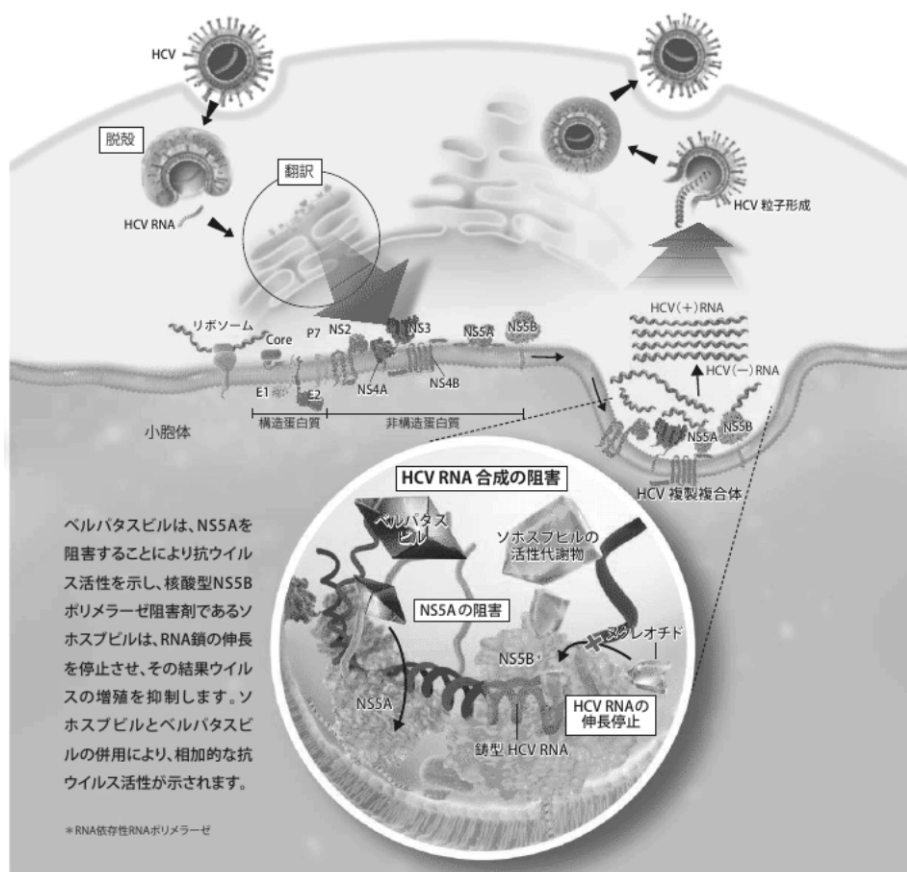 HCV
脱殻
翻訳
HCV RNA
HCV 粒子形成
リボソーム
Core
P7
NS2
NS3
NS5A
NS5B
E1
E2
NS4A
NS4B
構造蛋白質
非構造蛋白質
小胞体
HCV(+)RNA
HCV(−)RNA
NS5A
NS5B
HCV 複製複合体
HCV RNA 合成の阻害
ベルパタス
ビル
ソホスブビルの
活性代謝物
NS5A の阻害
ヌクレオチド
NS5B*
NS5A
HCV RNAの
伸長停止
鋳型 HCV RNA
ベルパタスビルは、NS5Aを
阻害することにより抗ウイル
ス活性を示し、核酸型NS5B
ポリメラーゼ阻害剤であるソ
ホスブビルは、RNA鎖の伸長
を停止させ、その結果ウイル
スの増殖を抑制します。ソ
ホスブビルとベルパタスビ
ルの併用により、相加的な抗
ウイルス活性が示されます。
＊RNA依存性RNAポリメラーゼ